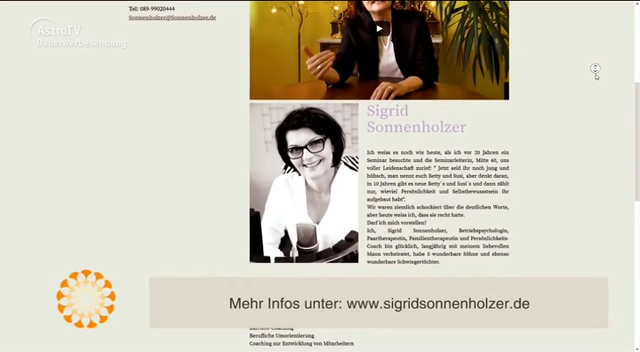 AstroTV
Dauerwerbesendung
Tel: 089-99020444
Sonnenholzer@Sonnenholzer.de
Sigrid
Sonnenholzer
Ich weiss es noch wie heute, als ich vor 20 Jahren ein
Seminar besuchte und die Seminarleiterin, Mitte 60, uns
voller Leidenschaft zurief: " Jetzt seid ihr noch jung und
hübsch, man nennt euch Betty und Susi, aber denkt daran,
in 10 Jahren gibt es neue Betty´s und Susi´s und dann zählt
nur, wieviel Persönlichkeit und Selbstbewusstsein ihr
aufgebaut habt".
Wir waren ziemlich schockiert über die deutlichen Worte,
aber heute weiss ich, dass sie recht hatte.
Darf ich mich vorstellen?
Ich, Sigrid Sonnenholzer, Betriebspsychologin,
Paartherapeutin, Familientherapeutin und Persönlichkeits-
Coach bin glücklich, langjährig mit meinem liebevollen
Mann verheiratet, habe 3 wunderbare Söhne und ebenso
wunderbare Schwiegertöchter.
Mehr Infos unter: www.sigridsonnenholzer.de
Karriere-Coaching
Berufliche Umorientierung
Coaching zur Entwicklung von Mitarbeitern